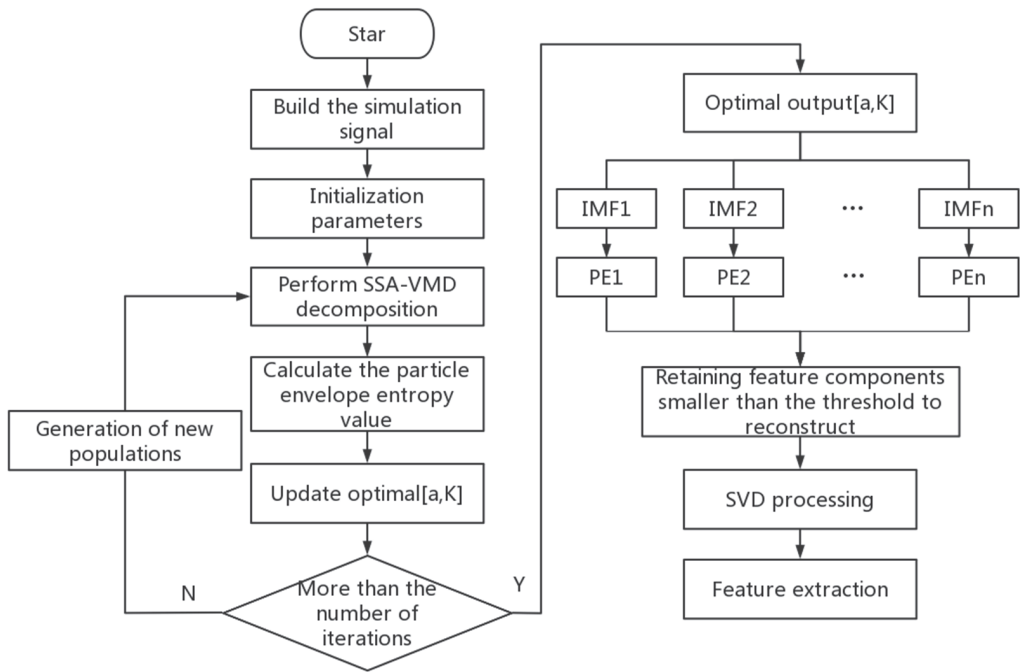 Star
Build the simulation
signal
Initialization
parameters
Perform SSA-VMD
decomposition
Calculate the particle
envelope entropy
value
Generation of new
populations
Update optimal[a,K]
More than the
number of
iterations
N
Y
Optimal output[a,K]
IMF1
IMF2
...
IMFn
PE1
PE2
...
PEn
Retaining feature components
smaller than the threshold to
reconstruct
SVD processing
Feature extraction